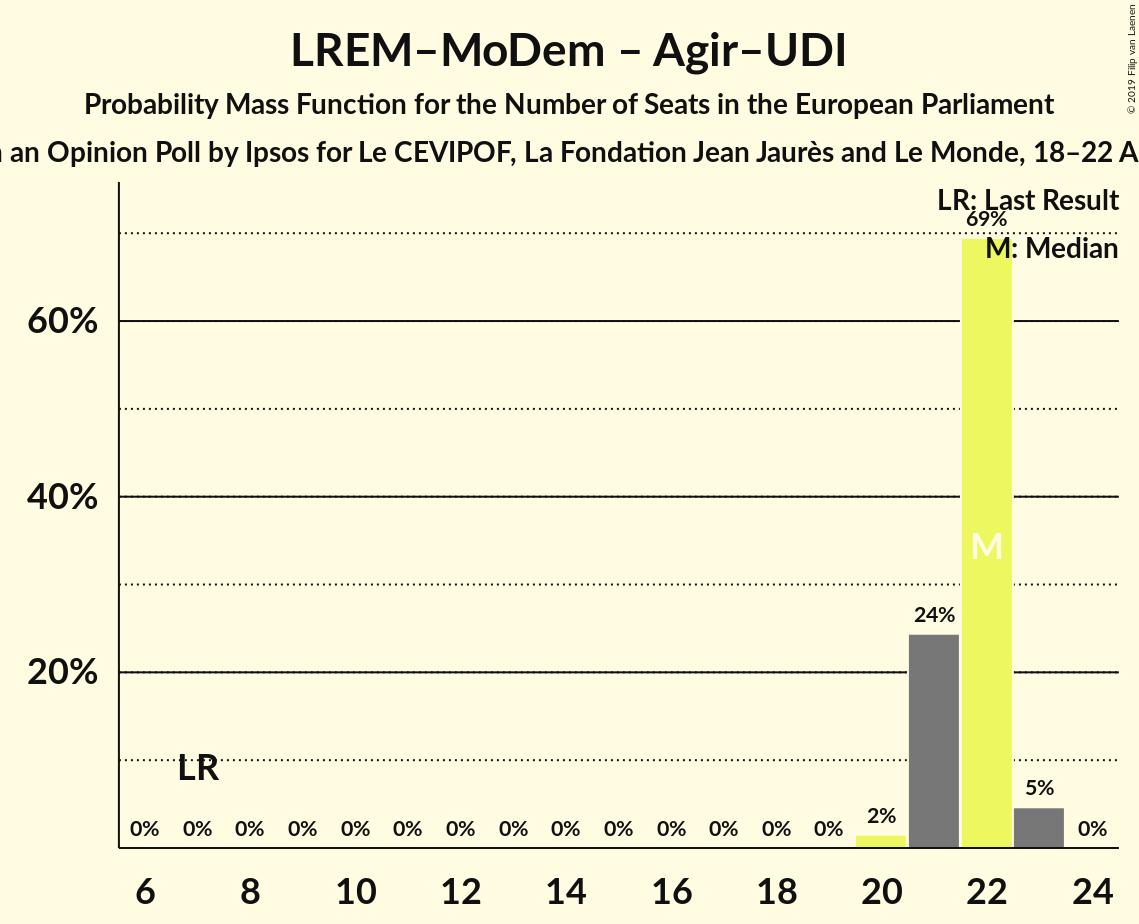 LREM–MoDem – Agir–UDI
Probability Mass Function for the Number of Seats in the European Parliament
an Opinion Poll by Ipsos for Le CEVIPOF, La Fondation Jean Jaurès and Le Monde, 18–22 A
© 2019 Filip van Laenen
LR: Last Result
69%
M: Median
60%
40%
M
24%
20%
LR
5%
2%
0% 0% 0% 0% 0% 0% 0% 0% 0% 0% 0% 0% 0% 0% 0%
6 8 10 12 14 16 18 20 22 24